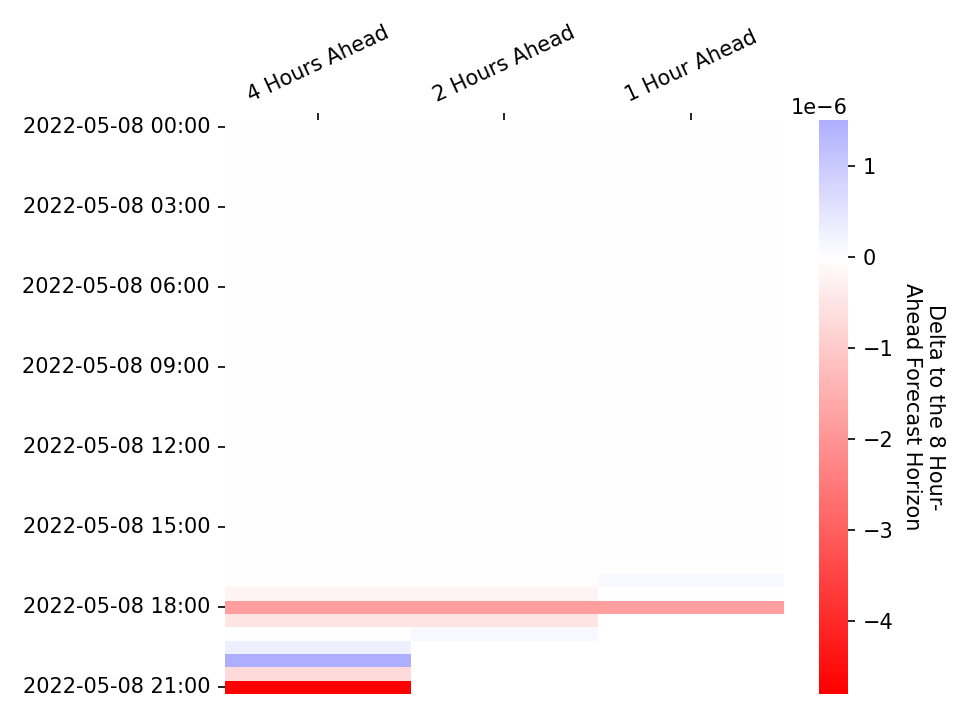 4 Hours Ahead
2 Hours Ahead
1 Hour Ahead
1e−6
2022-05-08 00:00
2022-05-08 03:00
2022-05-08 06:00
2022-05-08 09:00
2022-05-08 12:00
2022-05-08 15:00
2022-05-08 18:00
2022-05-08 21:00
1
0
−1
−2
−3
−4
Delta to the 8 Hour-
Ahead Forecast Horizon